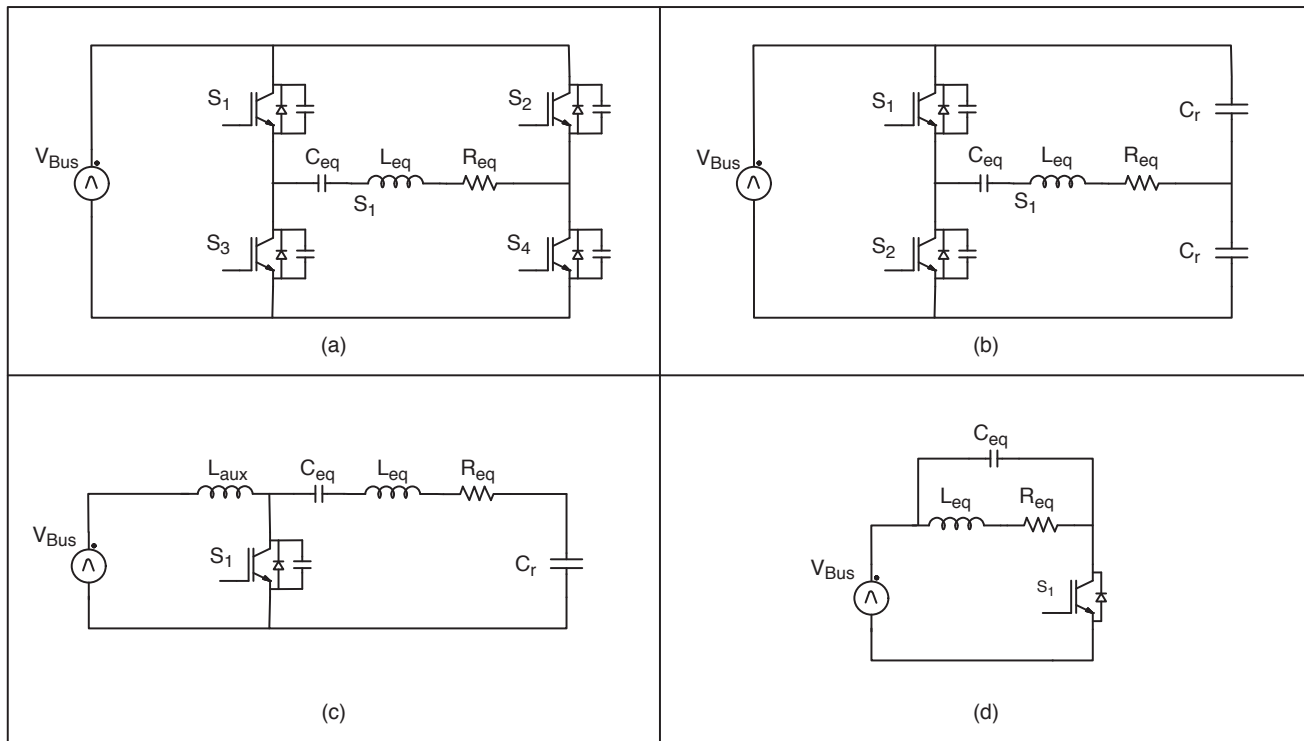 S1
S2
VBus
Ceq
Leq
Req
S1
S3
S4
(a)
S1
Cr
VBus
Ceq
Leq
Req
S1
S2
Cr
(b)
Laux
Ceq
Leq
Req
VBus
S1
Cr
(c)
Ceq
Leq
Req
VBus
S1
(d)